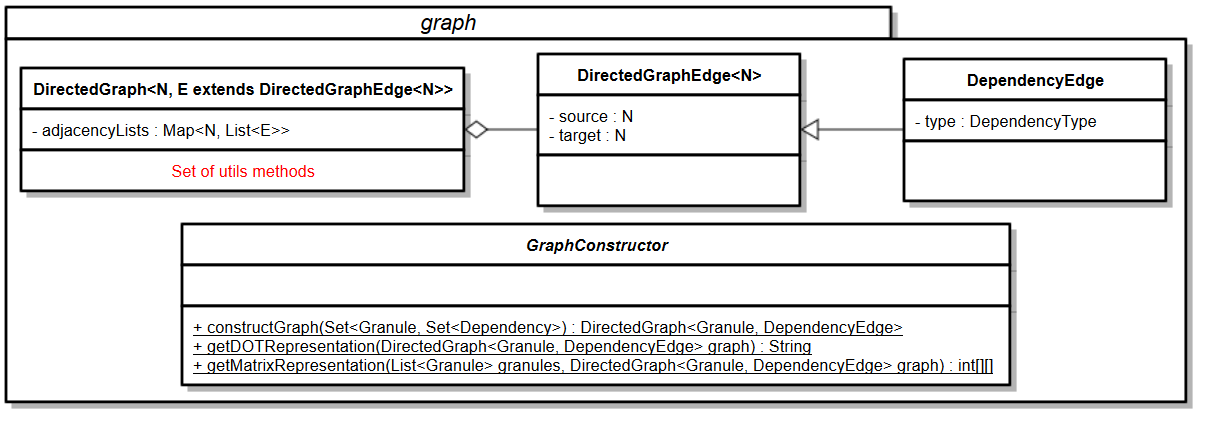 graph
DirectedGraph<N, E extends DirectedGraphEdge<N>>
- adjacencyLists : Map<N, List<E>>
Set of utils methods
DirectedGraphEdge<N>
- source : N
- target : N
DependencyEdge
- type : DependencyType
GraphConstructor
+ constructGraph(Set<Granule, Set<Dependency>) : DirectedGraph<Granule, DependencyEdge>
+ getDOTRepresentation(DirectedGraph<Granule, DependencyEdge> graph) : String
+ getMatrixRepresentation(List<Granule> granules, DirectedGraph<Granule, DependencyEdge> graph) : int[][]